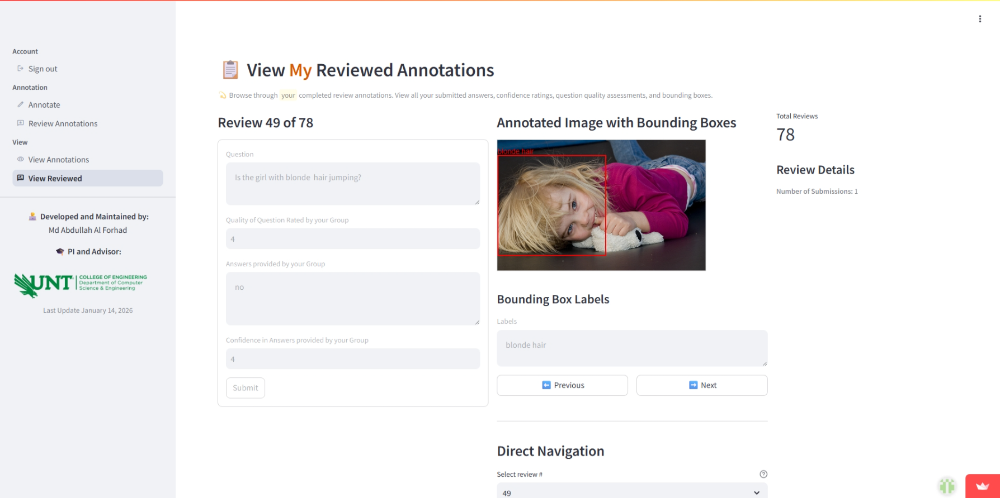 Account
Sign out
Annotation
Annotate
Review Annotations
View
View Annotations
View Reviewed
Developed and Maintained by:
Md Abdullah Al Forhad
PI and Advisor:
UNT
COLLEGE OF ENGINEERING
Department of Computer
Science & Engineering
Last Update January 14, 2026
View My Reviewed Annotations
Browse through your completed review annotations. View all your submitted answers, confidence ratings, question quality assessments, and bounding boxes.
Review 49 of 78
Question
Is the girl with blonde  hair jumping?
Quality of Question Rated by your Group
4
Answers provided by your Group
no
Confidence in Answers provided by your Group
4
Submit
Annotated Image with Bounding Boxes
blonde hair
Bounding Box Labels
Labels
blonde hair
Previous
Next
Direct Navigation
Select review #
49
Total Reviews
78
Review Details
Number of Submissions: 1